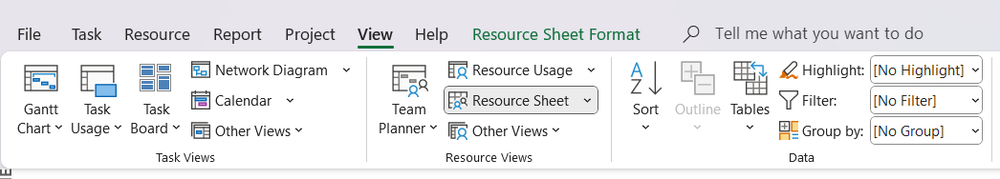 File Task Resource Report Project View Help Resource Sheet Format Tell me what you want to do
Gantt Chart
Task Usage
Task Board
Network Diagram
Calendar
Other Views
Task Views
Team Planner
Resource Usage
Resource Sheet
Other Views
Resource Views
A
Z
Sort
Outline
Tables
Highlight: [No Highlight]
Filter: [No Filter]
Group by: [No Group]
Data